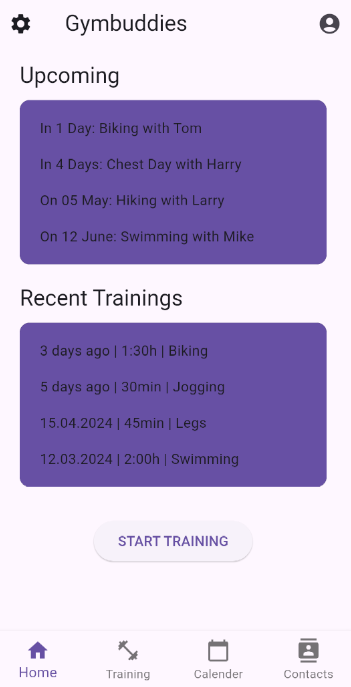 Gymbuddies
Upcoming
In 1 Day: Biking with Tom
In 4 Days: Chest Day with Harry
On 05 May: Hiking with Larry
On 12 June: Swimming with Mike
Recent Trainings
3 days ago | 1:30h | Biking
5 days ago | 30min | Jogging
15.04.2024 | 45min | Legs
12.03.2024 | 2:00h | Swimming
START TRAINING
Home Training Calender Contacts